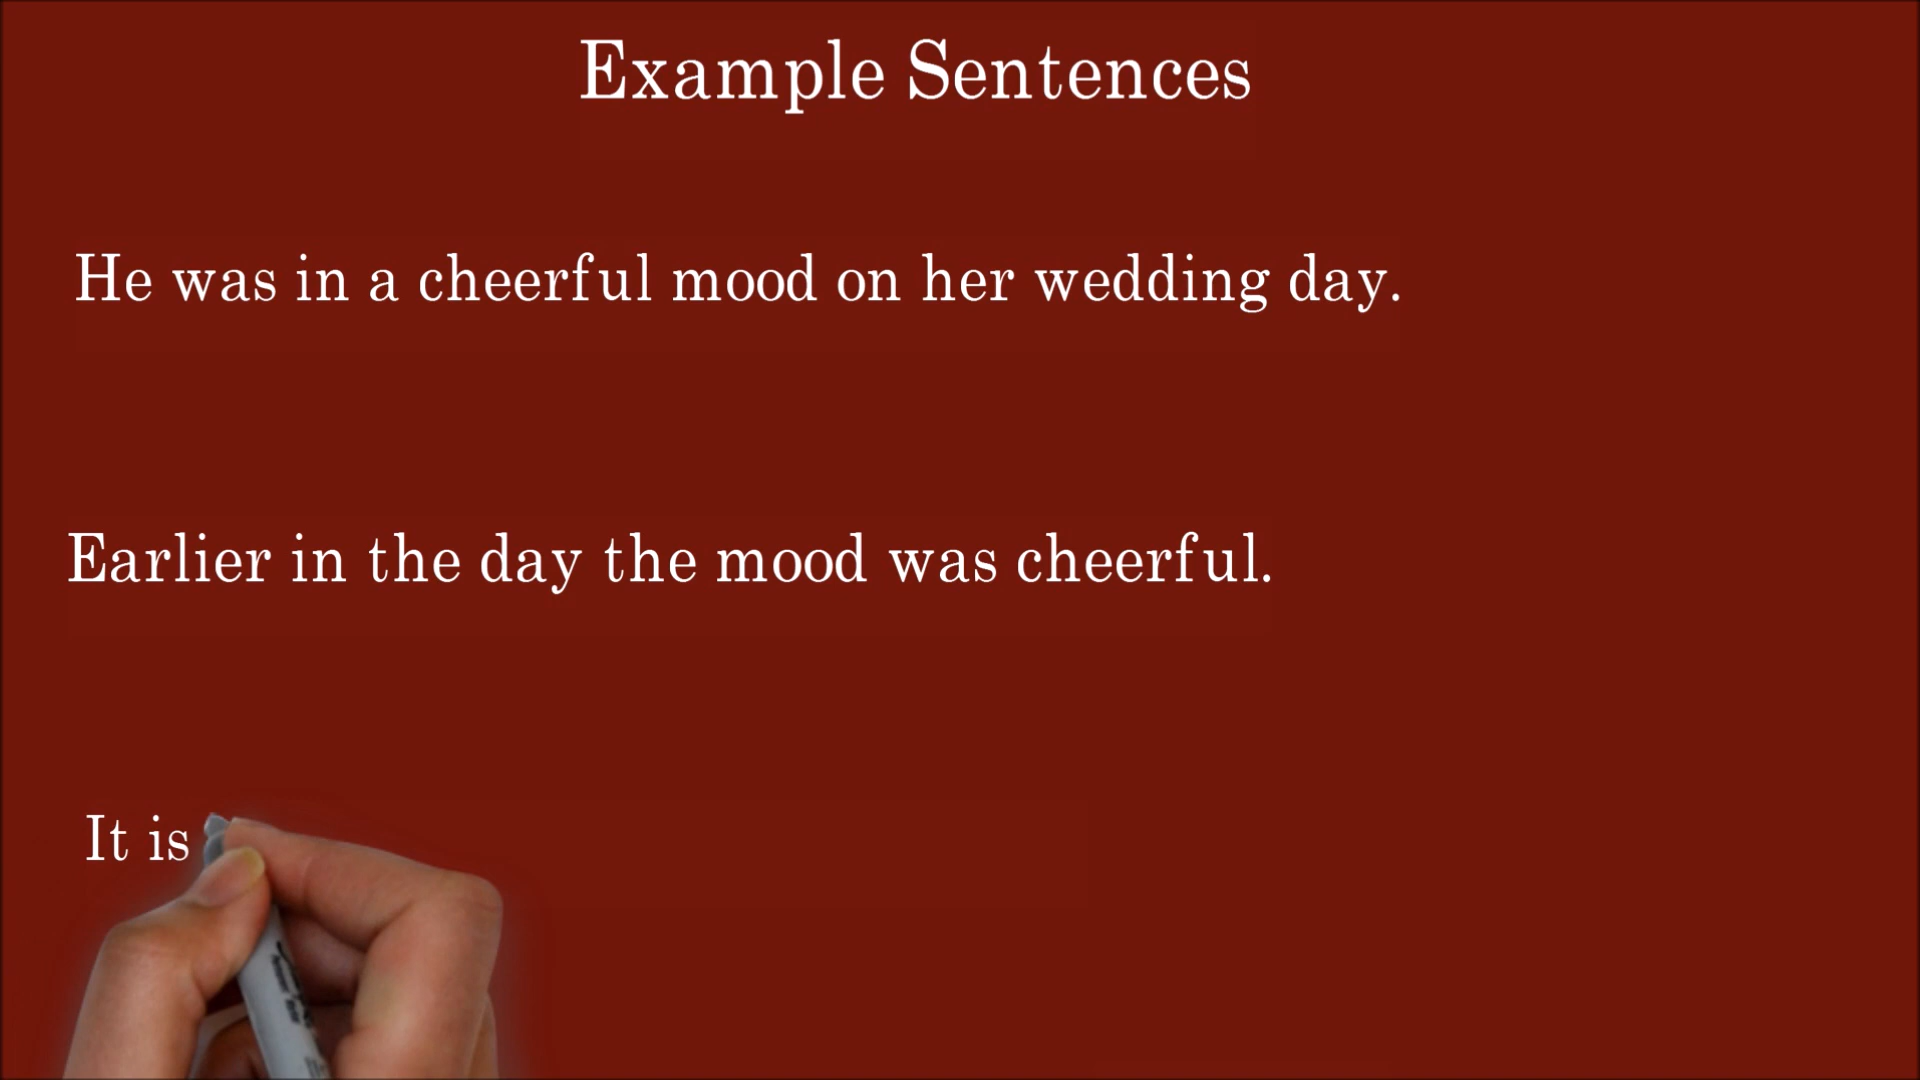 Example Sentences
He was in a cheerful mood on her wedding day.
Earlier in the day the mood was cheerful.
It is